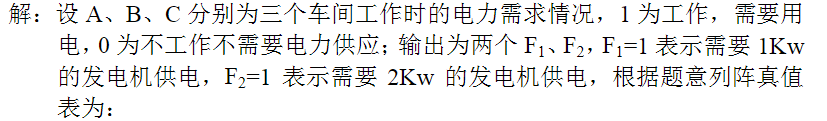 解：设 A、B、C 分别为三个车间工作时的电力需求情况，1 为工作，需要用
电，0 为不工作不需要电力供应；输出为两个 F₁、F₂，F₁=1 表示需要 1Kw
的发电机供电，F₂=1 表示需要 2Kw 的发电机供电，根据题意列阵真值
表为：